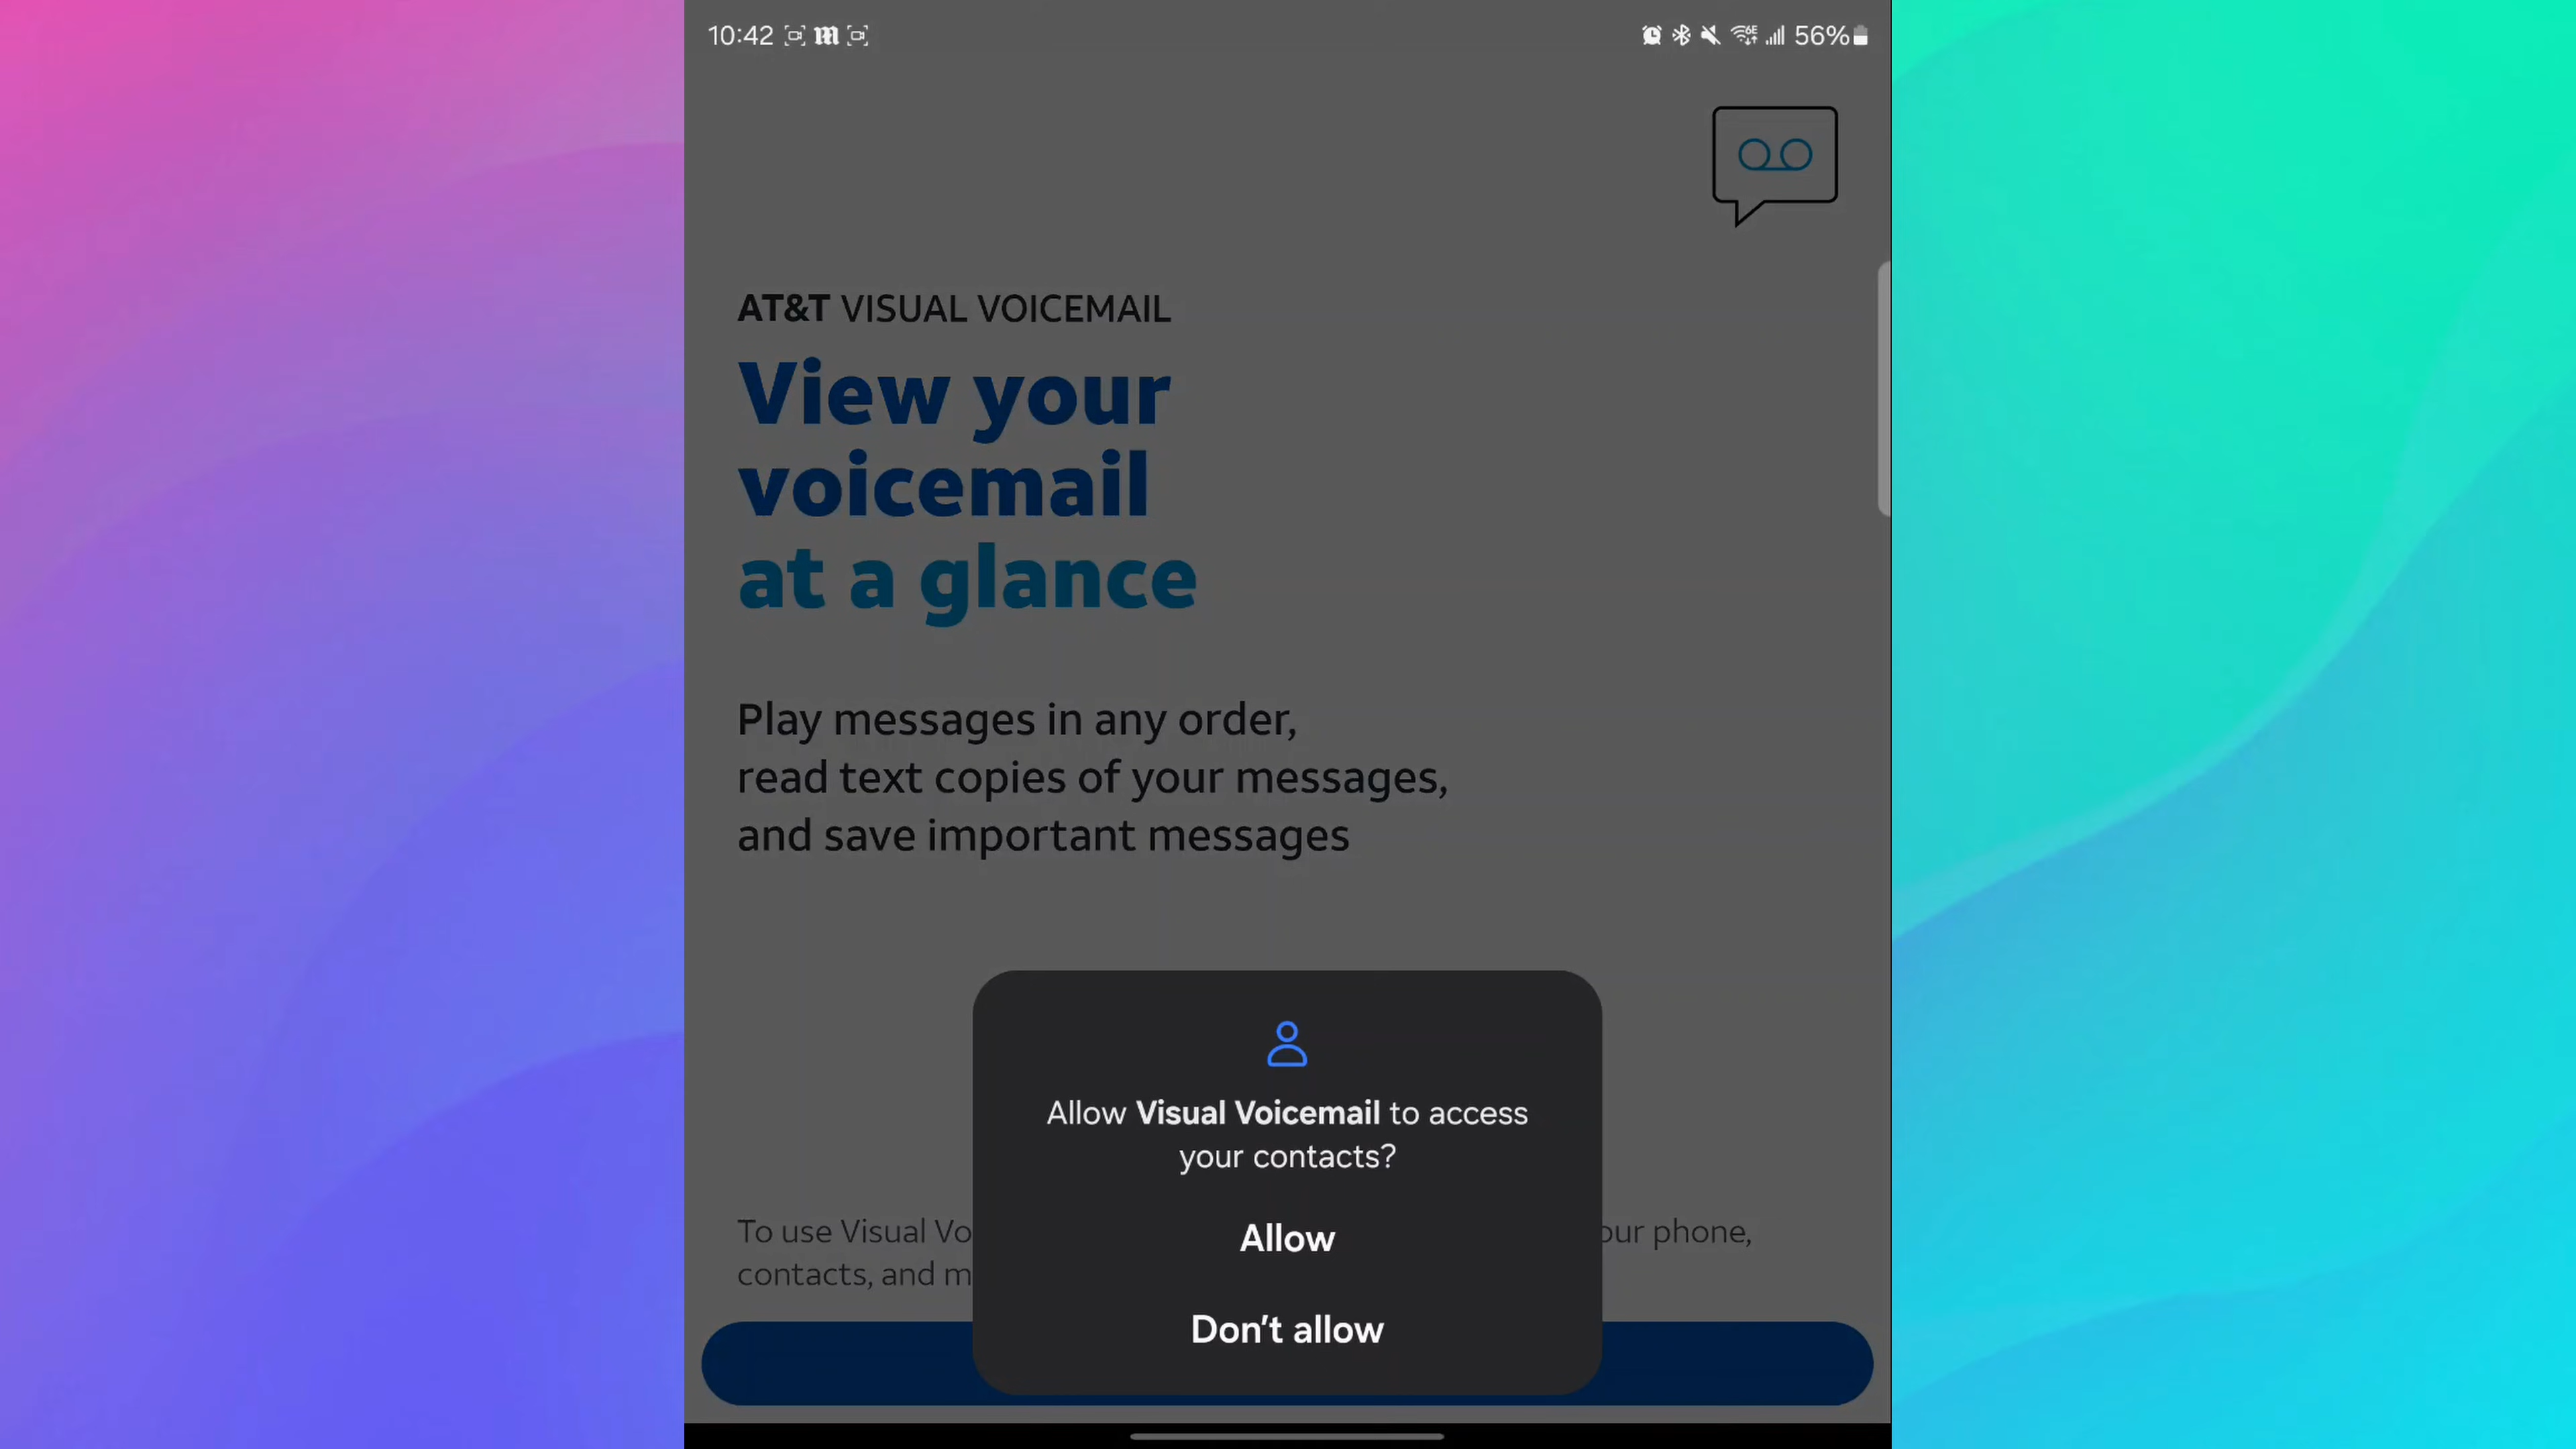 10:42
56%
AT&T VISUAL VOICEMAIL
View your
voicemail
at a glance
Play messages in any order,
read text copies of your messages,
and save important messages
Allow Visual Voicemail to access
your contacts?
Allow
Don't allow
To use Visual our phone,
contacts, and